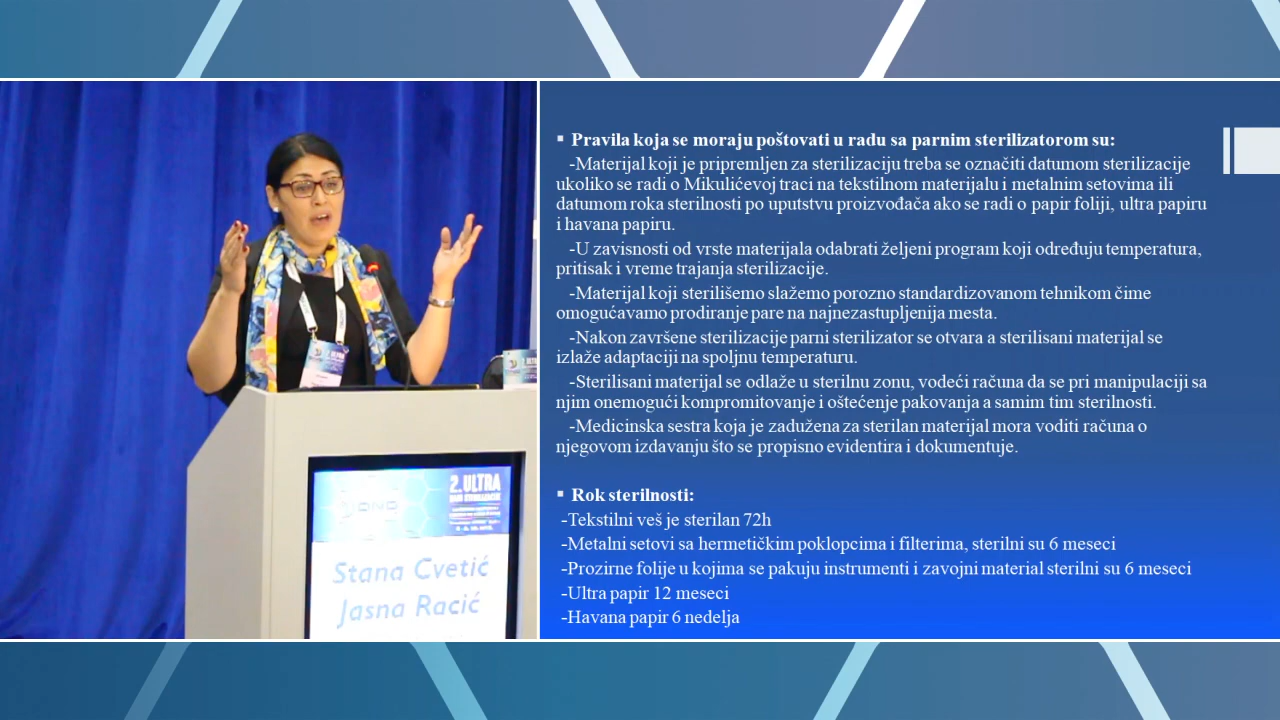 ▪ Pravila koja se moraju poštovati u radu sa parnim sterilizatorom su:
-Materijal koji je pripremljen za sterilizaciju treba se označiti datumom sterilizacije
ukoliko se radi o Mikulićevoj traci na tekstilnom materijalu i metalnim setovima ili
datumom roka sterilnosti po uputstvu proizvođača ako se radi o papir foliji, ultra papiru
i havana papiru.
-U zavisnosti od vrste materijala odabrati željeni program koji određuju temperatura,
pritisak i vreme trajanja sterilizacije.
-Materijal koji sterilišemo slažemo porozno standardizovanom tehnikom čime
omogućavamo prodiranje pare na najnezastupljenija mesta.
-Nakon završene sterilizacije parni sterilizator se otvara a sterilisani materijal se
izlaže adaptaciji na spoljnu temperaturu.
-Sterilisani materijal se odlaže u sterilnu zonu, vodeći računa da se pri manipulaciji sa
njim onemogući kompromitovanje i oštećenje pakovanja a samim tim sterilnosti.
-Medicinska sestra koja je zadužena za sterilan materijal mora voditi računa o
njegovom izdavanju što se propisno evidentira i dokumentuje.
▪ Rok sterilnosti:
-Tekstilni veš je sterilan 72h
-Metalni setovi sa hermetičkim poklopcima i filterima, sterilni su 6 meseci
-Prozirne folije u kojima se pakuju instrumenti i zavojni material sterilni su 6 meseci
-Ultra papir 12 meseci
-Havana papir 6 nedelja
2. ULTRA
Stana Cvetić
Jasna Racić